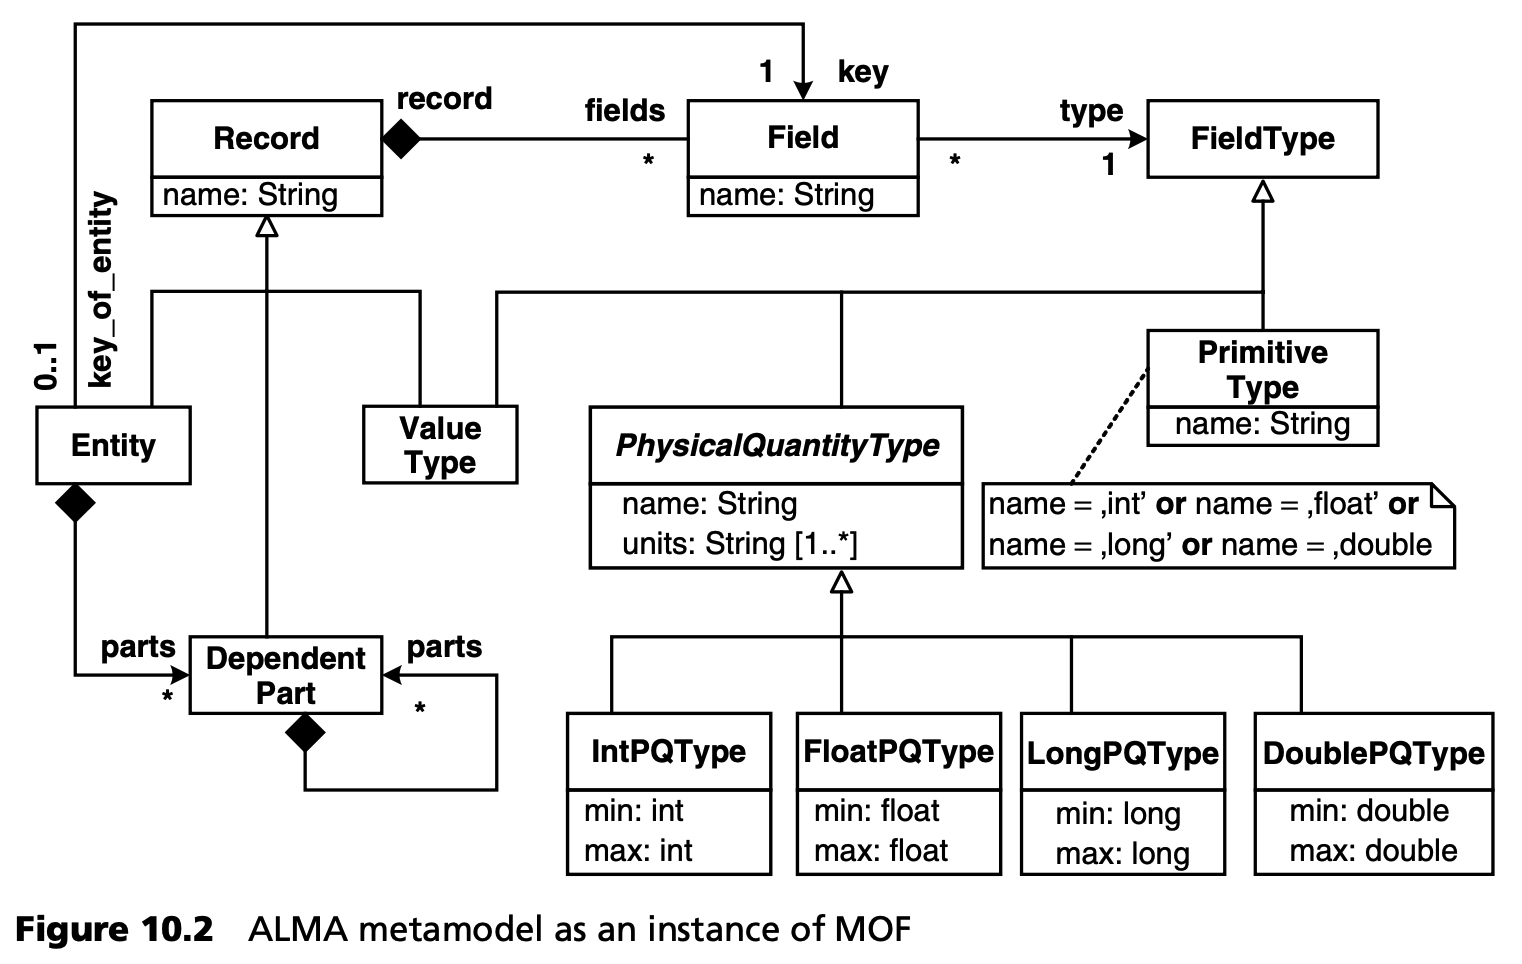 1 key
record
fields
type
Record
Field
FieldType
*
*
1
name: String
name: String
key_of_entity
0..1
Primitive
Type
name: String
Entity
Value
Type
PhysicalQuantityType
name: String
units: String [1..*]
name = ‚int’ or name = ‚float’ or
name = ‚long’ or name = ‚double
parts
*
Dependent
Part
parts
*
IntPQType
min: int
max: int
FloatPQType
min: float
max: float
LongPQType
min: long
max: long
DoublePQType
min: double
max: double
Figure 10.2 ALMA metamodel as an instance of MOF